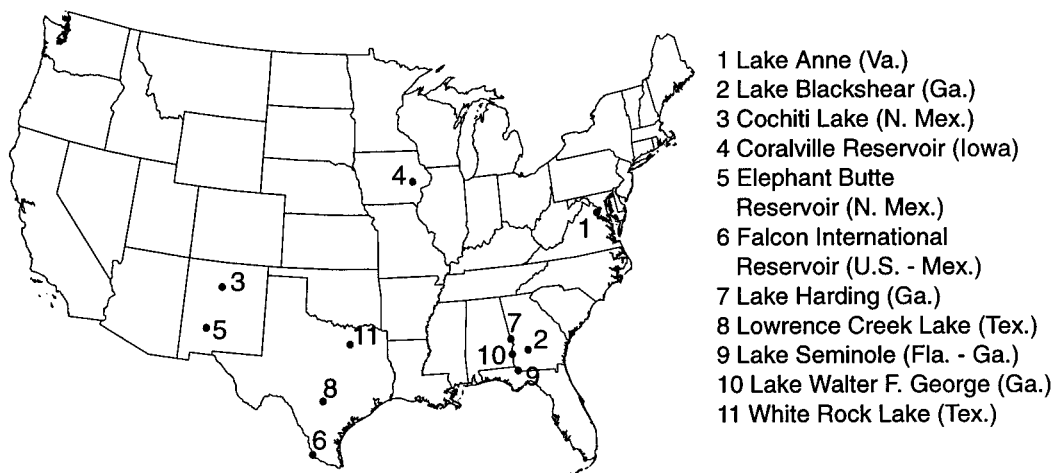 1 Lake Anne (Va.)
2 Lake Blackshear (Ga.)
3 Cochiti Lake (N. Mex.)
4 Coralville Reservoir (Iowa)
5 Elephant Butte
Reservoir (N. Mex.)
6 Falcon International
Reservoir (U.S. - Mex.)
7 Lake Harding (Ga.)
8 Lowrence Creek Lake (Tex.)
9 Lake Seminole (Fla. - Ga.)
10 Lake Walter F. George (Ga.)
11 White Rock Lake (Tex.)
4
1
3
5
11
7
2
10
9
8
6